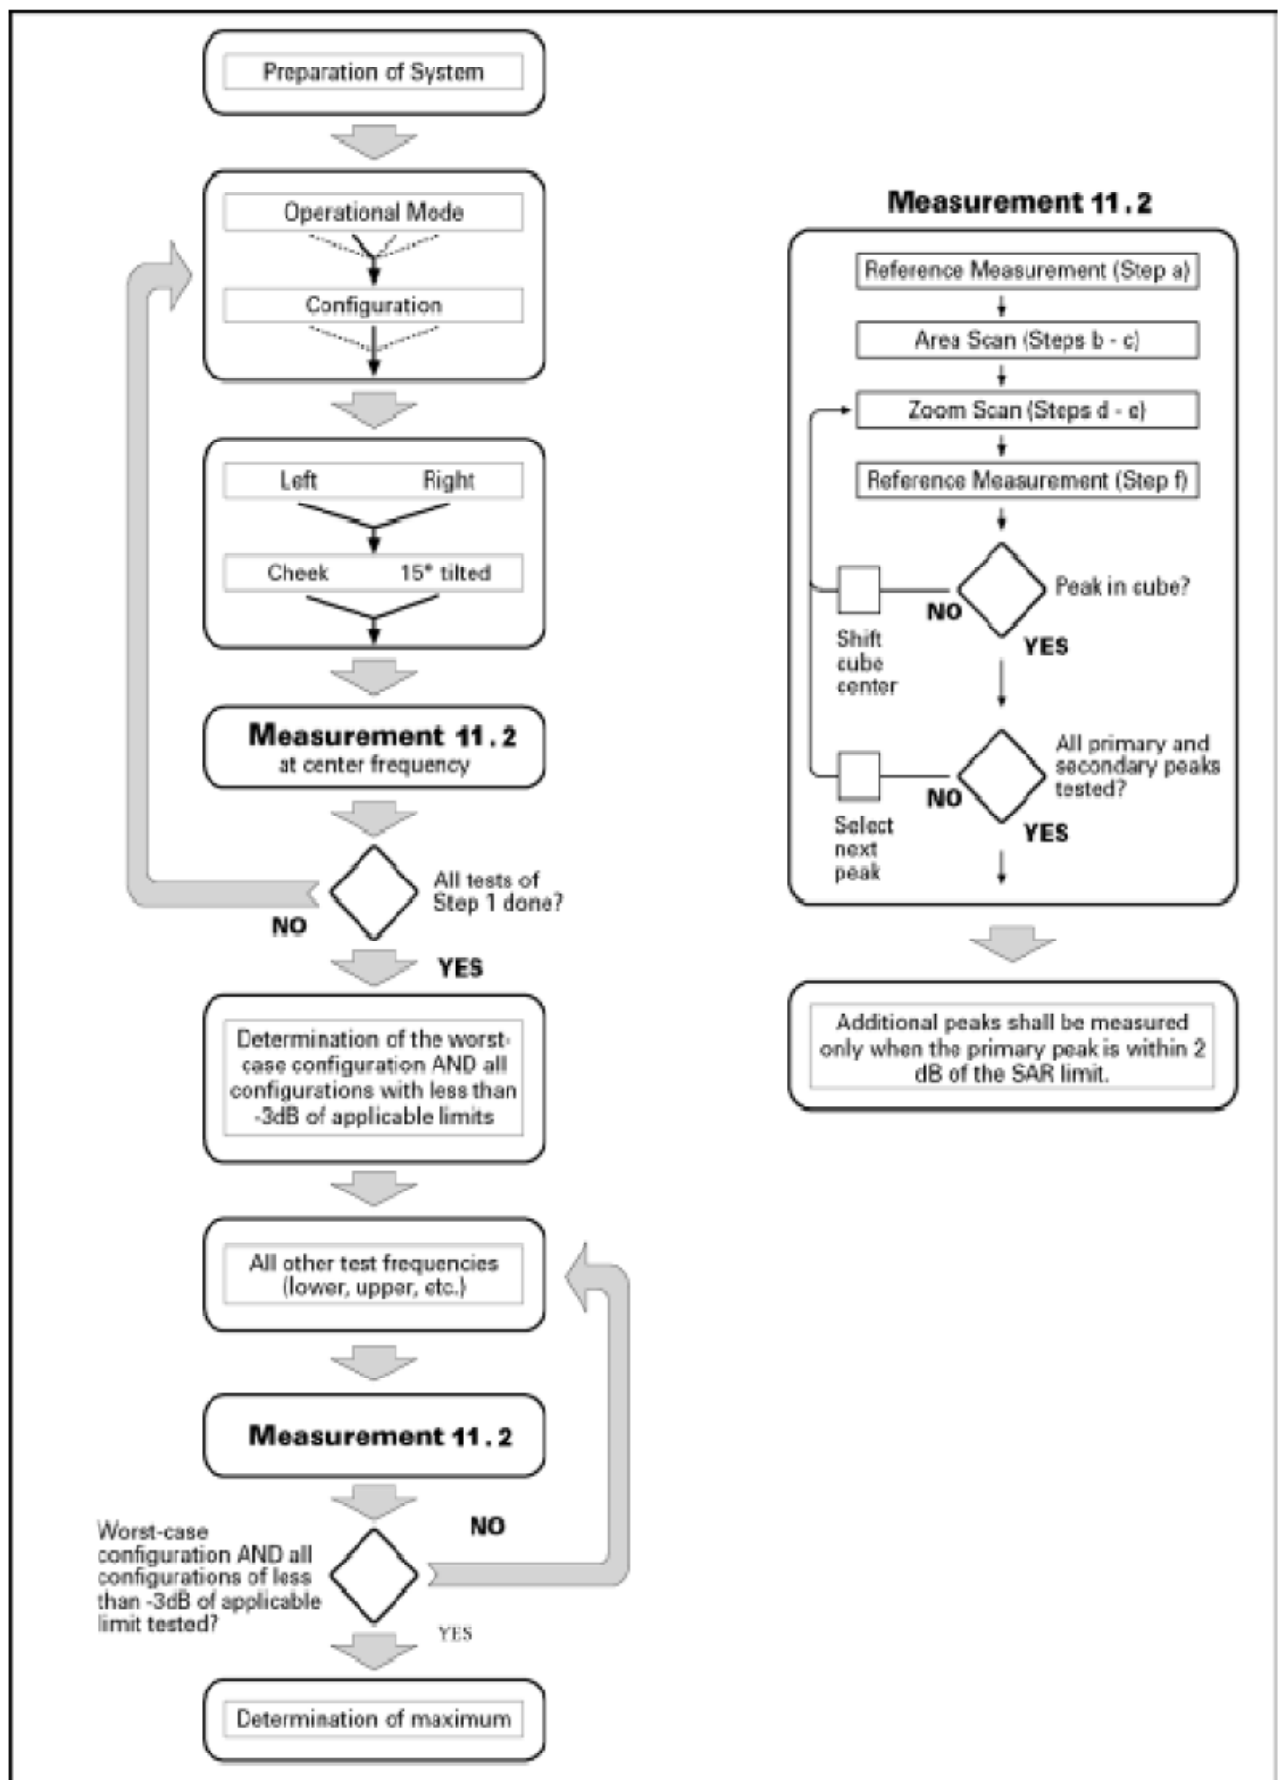 Preparation of System
Operational Mode
Configuration
Left Right
Cheek 15° tilted
Measurement 11.2
at center frequency
All tests of
Step 1 done?
NO
YES
Determination of the worst-
case configuration AND all
configurations with less than
-3dB of applicable limits
All other test frequencies
(lower, upper, etc.)
Measurement 11.2
NO
Worst-case
configuration AND all
configurations of less
than -3dB of applicable
limit tested?
YES
Determination of maximum
Measurement 11.2
Reference Measurement (Step a)
Area Scan (Steps b - c)
Zoom Scan (Steps d - e)
Reference Measurement (Step f)
Peak in cube?
NO
YES
Shift
cube
center
All primary and
secondary peaks
tested?
NO
YES
Select
next
peak
Additional peaks shall be measured
only when the primary peak is within 2
dB of the SAR limit.